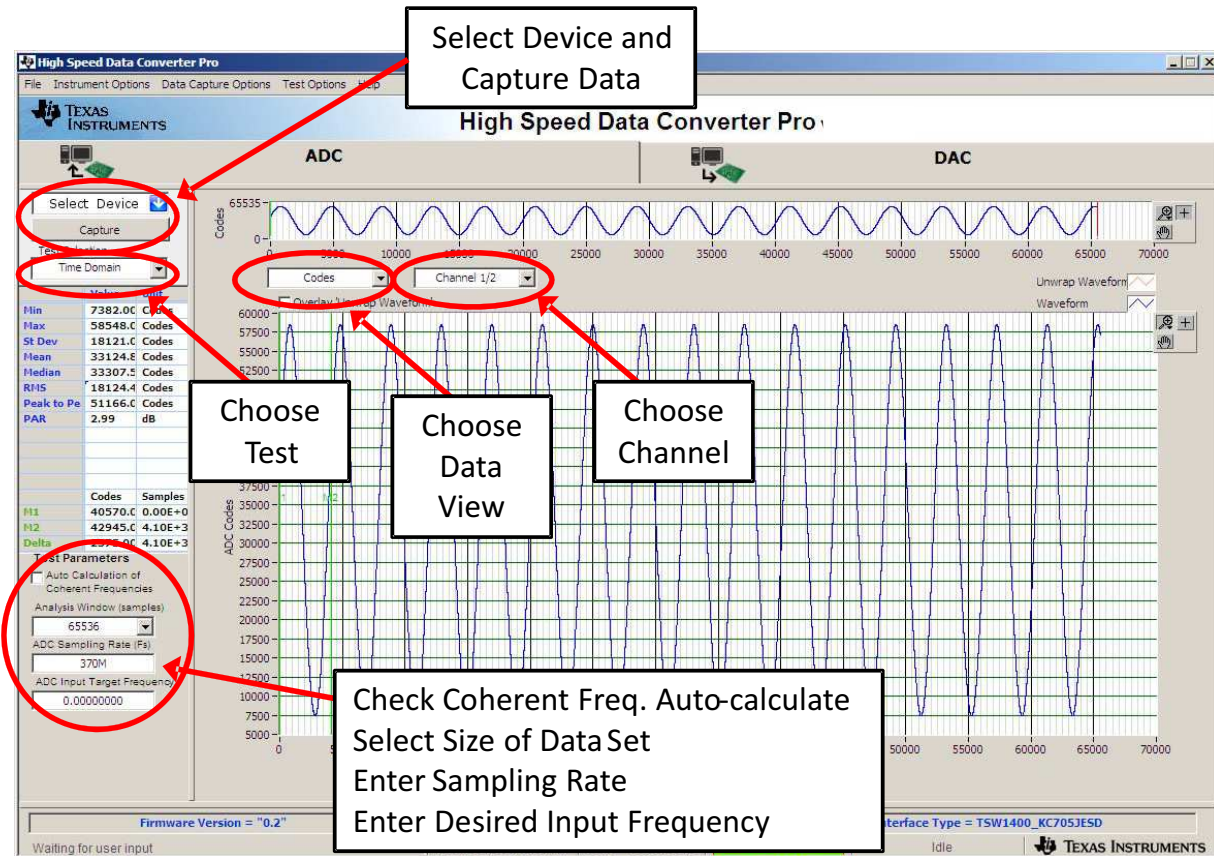 Select Device and
Capture Data
High Speed Data Converter Pro
File Instrument Options Data Capture Options Test Options Help
TEXAS
INSTRUMENTS
High Speed Data Converter Pro
ADC
DAC
Select Device
Capture
Time Domain
Codes
65535
0
5000 10000 15000 20000 25000 30000 35000 40000 45000 50000 55000 60000 65000 70000
Codes
Channel 1/2
Unwrap Waveform
Overlay 'Unwrap Waveform'
Waveform
Value Unit
Min 7382.0C Codes
Max 58548.0 Codes
St Dev 18121.0 Codes
Mean 33124.8 Codes
Median 33307.5 Codes
RMS 18124.4 Codes
Peak to Pe 51166.0 Codes
PAR 2.99 dB
Codes Samples
M1 40570.0 0.00E+0
M2 42945.0 4.10E+3
Delta 4.10E+3
60000
57500
55000
52500
37500
35000
32500
30000
27500
25000
22500
20000
17500
15000
12500
10000
7500
5000
ADC Codes
M2
0
50000 55000 60000 65000 70000
Choose
Test
Choose
Data
View
Choose
Channel
Test Parameters
Auto Calculation of
Coherent Frequencies
Analysis Window (samples)
65536
ADC Sampling Rate (Fs)
370M
ADC Input Target Frequency
0.00000000
Check Coherent Freq. Auto-calculate
Select Size of Data Set
Enter Sampling Rate
Enter Desired Input Frequency
Firmware Version = "0.2"
terface Type = TSW1400_KC705JESD
Waiting for user input
Idle
TEXAS INSTRUMENTS